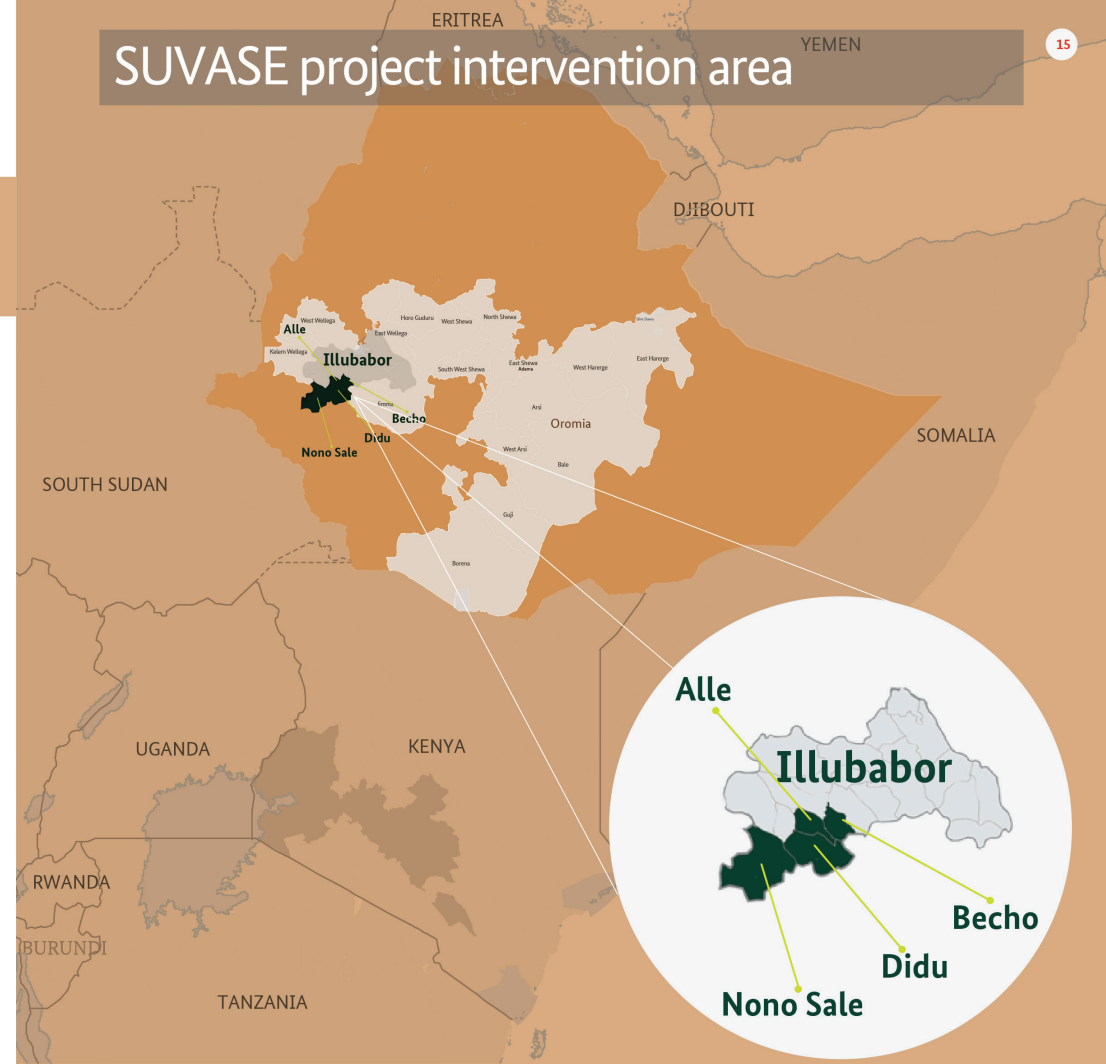 ERITREA
YEMEN
15
SUVASE project intervention area
DJIBOUTI
West Wellega
Horo Guduru
West Shewa
North Shewa
Dire Dawa
Alle
East Wellega
Kelem Wellega
Illubabor
East Shewa
Adama
West Harerge
East Harerge
South West Shewa
Jimma
Arsi
Becho
Oromia
Didu
Nono Sale
West Arsi
Bale
SOMALIA
SOUTH SUDAN
Guji
Borena
Alle
UGANDA
KENYA
Illubabor
RWANDA
Becho
BURUNDI
Didu
TANZANIA
Nono Sale